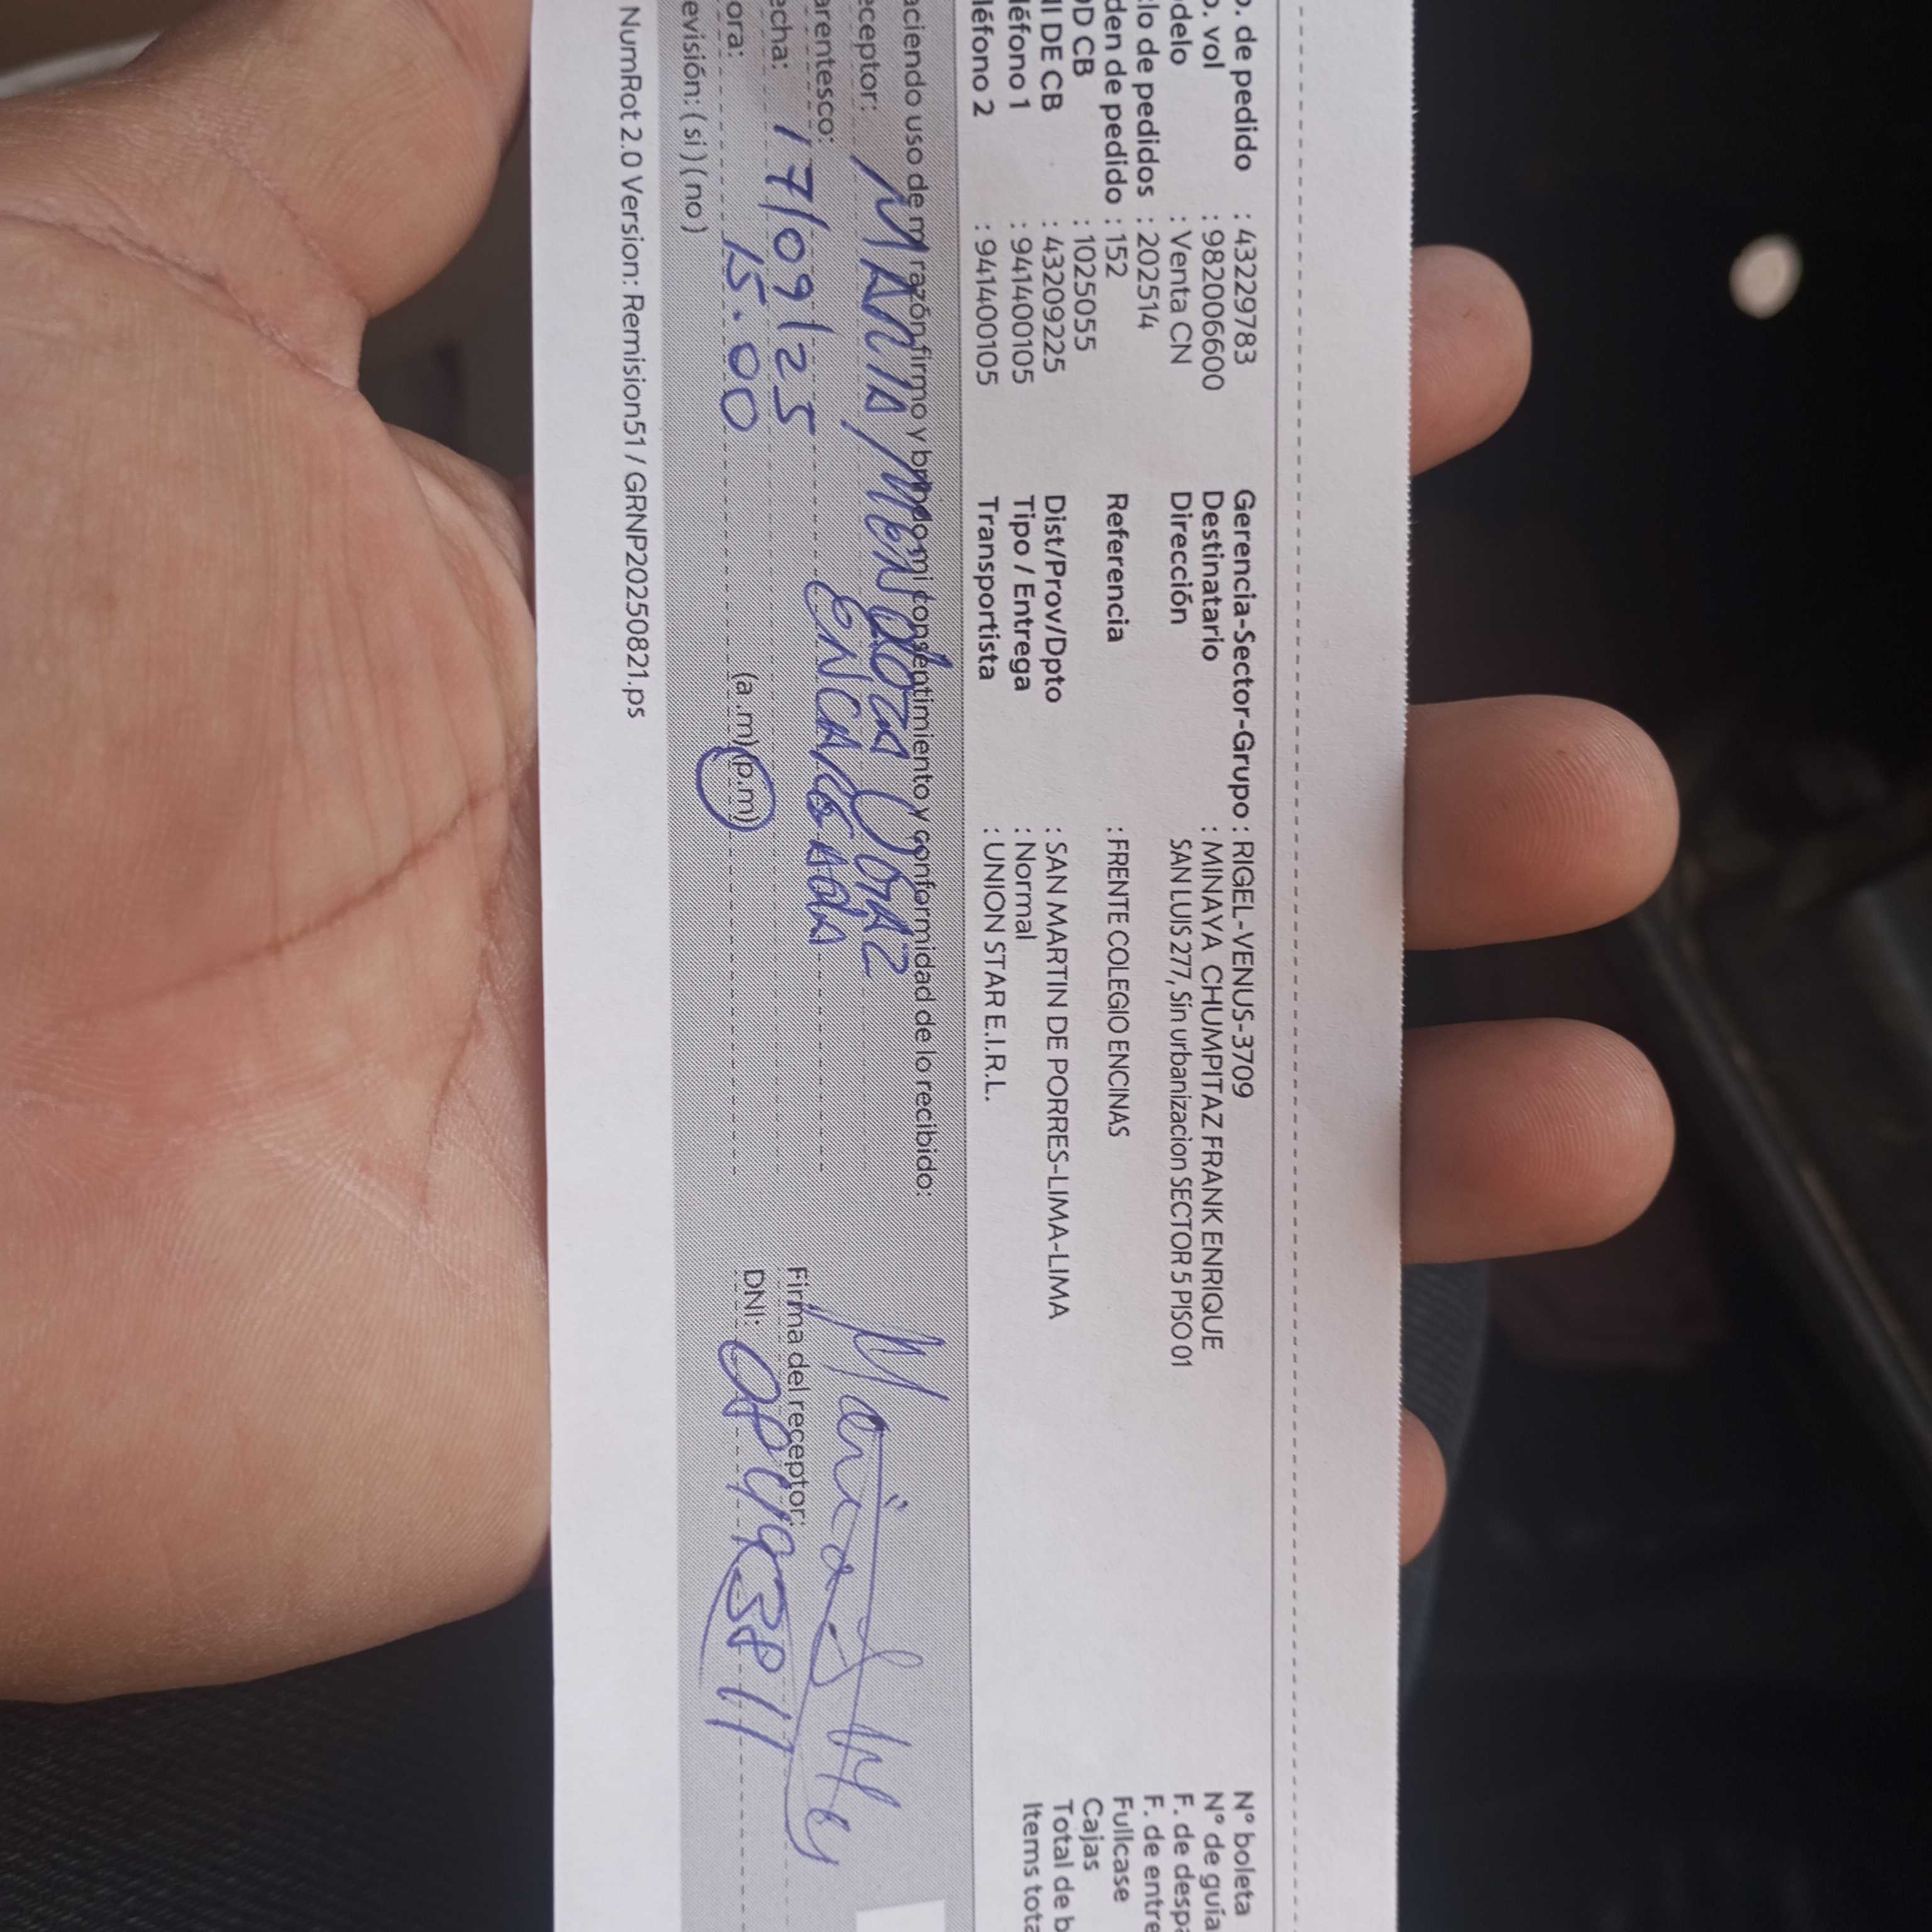 o. de pedido : 43229783 Gerencia-Sector-Grupo : RIGEL-VENUS-3709 N° boleta
o. vol : 982006600 Destinatario : MINAYA CHUMPITAZ FRANK ENRIQUE N° de guía
delo : Venta CN Dirección SAN LUIS 277, Sin urbanizacion SECTOR 5 PISO 01 F. de despa
lo de pedidos : 202514 F. de entre
den de pedido : 152 Referencia : FRENTE COLEGIO ENCINAS Fullcase
D CB : 1025055 Cajas
I DE CB : 43209225 Dist/Prov/Dpto : SAN MARTIN DE PORRES-LIMA-LIMA Total de b
léfono 1 : 941400105 Tipo / Entrega : Normal Items tota
léfono 2 : 941400105 Transportista : UNION STAR E.I.R.L.
aciendo uso de mi razón firmo y brindo mi consentimiento y conformidad de lo recibido:
eceptor: MARIA MENDOZA
arentesco: ENCARGADA
echa: 17/09/25 Firma del receptor:
ora: 15.00 (a.m) (p.m) DNI:
evisión: ( si ) ( no )
NumRot 2.0 Version: Remision51 / GRNP20250821.ps